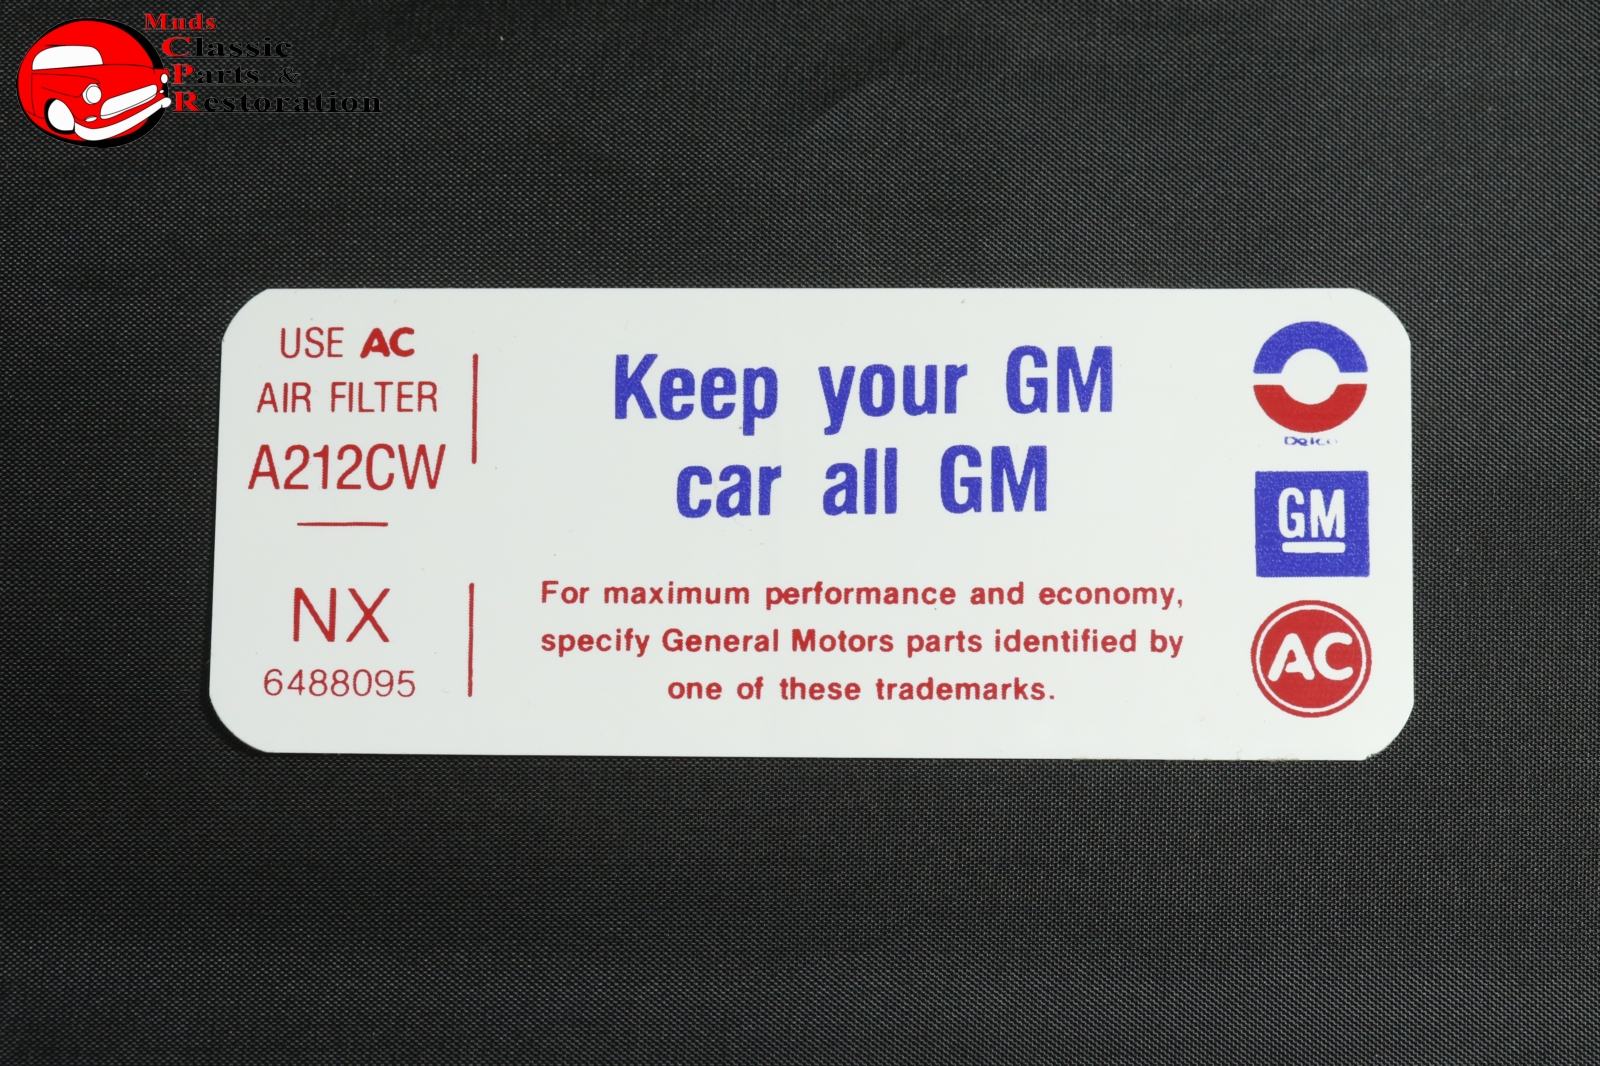 Muds
Classic
Parts &
Restoration
USE AC
AIR FILTER
A212CW
NX
6488095
Keep your GM
car all GM
For maximum performance and economy,
specify General Motors parts identified by
one of these trademarks.
Delco
GM
AC